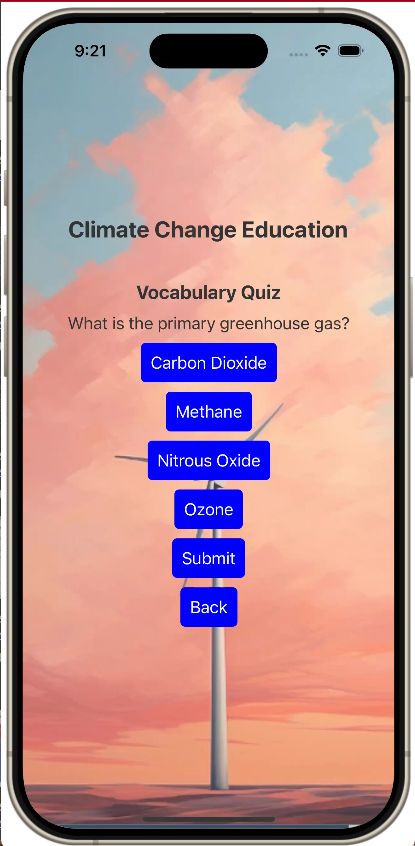 9:21
Climate Change Education
Vocabulary Quiz
What is the primary greenhouse gas?
Carbon Dioxide
Methane
Nitrous Oxide
Ozone
Submit
Back